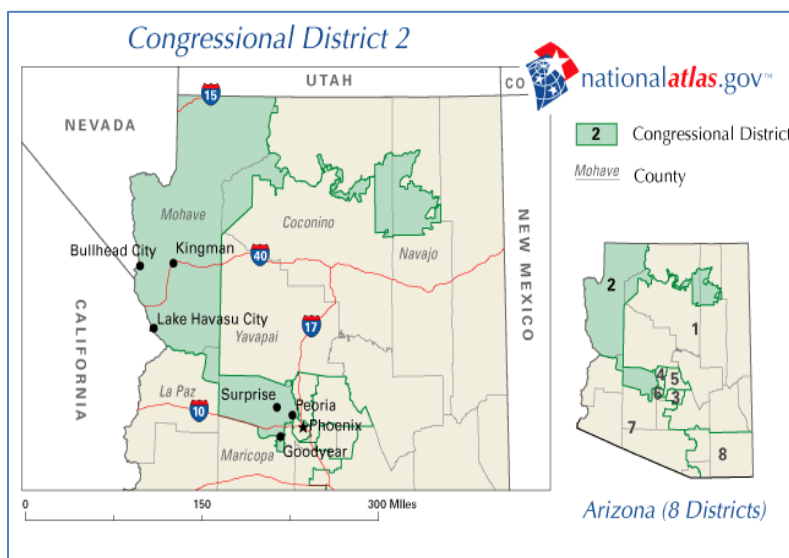 Congressional District 2
nationalatlas.gov™
2 Congressional District
Mohave County
UTAH
CO
15
NEVADA
Mohave
Coconino
Navajo
NEW MEXICO
Bullhead City
Kingman
40
Lake Havasu City
17
Yavapai
CALIFORNIA
La Paz
10
Surprise
Peoria
Phoenix
Goodyear
Maricopa
0 150 300 Miles
2
1
4
5
6
3
7
8
Arizona (8 Districts)